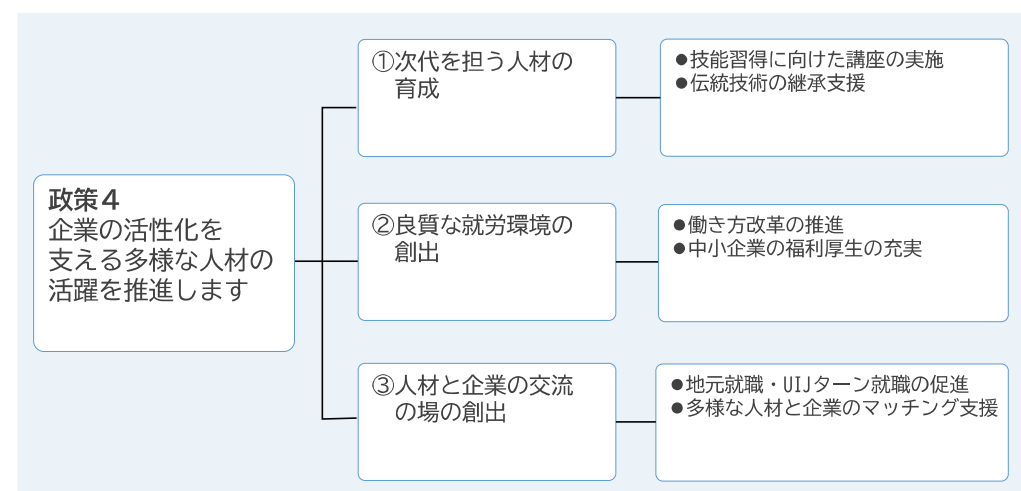 政策４
企業の活性化を
支える多様な人材の
活躍を推進します
①次代を担う人材の
育成
●技能習得に向けた講座の実施
●伝統技術の継承支援
②良質な就労環境の
創出
●働き方改革の推進
●中小企業の福利厚生の充実
③人材と企業の交流
の場の創出
●地元就職・UIJターン就職の促進
●多様な人材と企業のマッチング支援